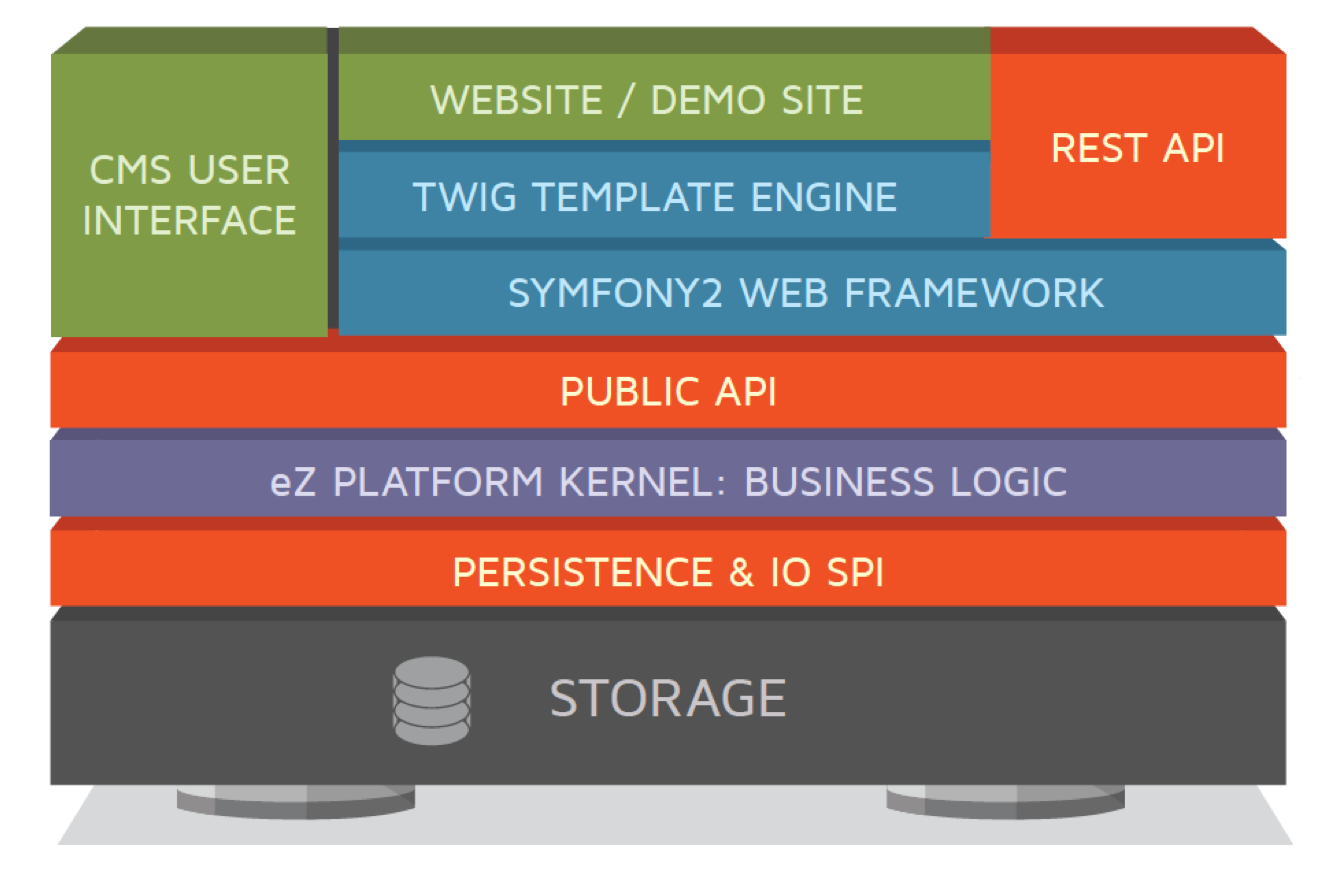 CMS USER
INTERFACE
WEBSITE / DEMO SITE
TWIG TEMPLATE ENGINE
REST API
SYMFONY2 WEB FRAMEWORK
PUBLIC API
eZ PLATFORM KERNEL: BUSINESS LOGIC
PERSISTENCE & IO SPI
STORAGE